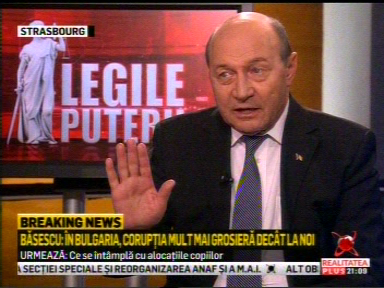 STRASBOURG
LEGILE
PUTERII
BREAKING NEWS
BĂSESCU: ÎN BULGARIA, CORUPȚIA MULT MAI GROSIERĂ DECÂT LA NOI
URMEAZĂ: Ce se întâmplă cu alocațiile copiilor
REALITATEA
PLUS 21:08
A SECȚIEI SPECIALE ȘI REORGANIZAREA ANAF ȘI A.M.I.